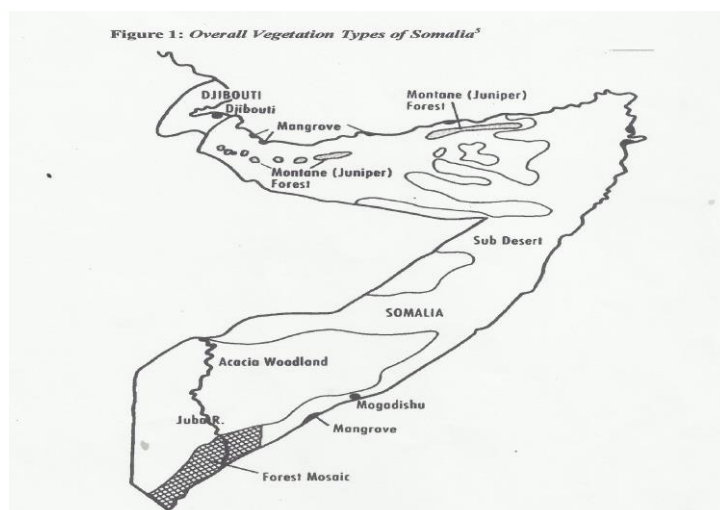 Figure 1: Overall Vegetation Types of Somalia⁵
DJIBOUTI
Djibouti
Mangrove
Montane (Juniper)
Forest
Montane (Juniper)
Forest
Sub Desert
SOMALIA
Acacia Woodland
Mogadishu
Juba R.
Mangrove
Forest Mosaic